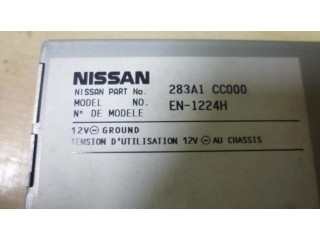 NISSAN
NISSAN PART No. 283A1 CC000
MODEL NO. EN-1224H
N° DE MODELE
12V ⊖ GROUND
TENSION D'UTILISATION 12V ⊖ AU CHASSIS